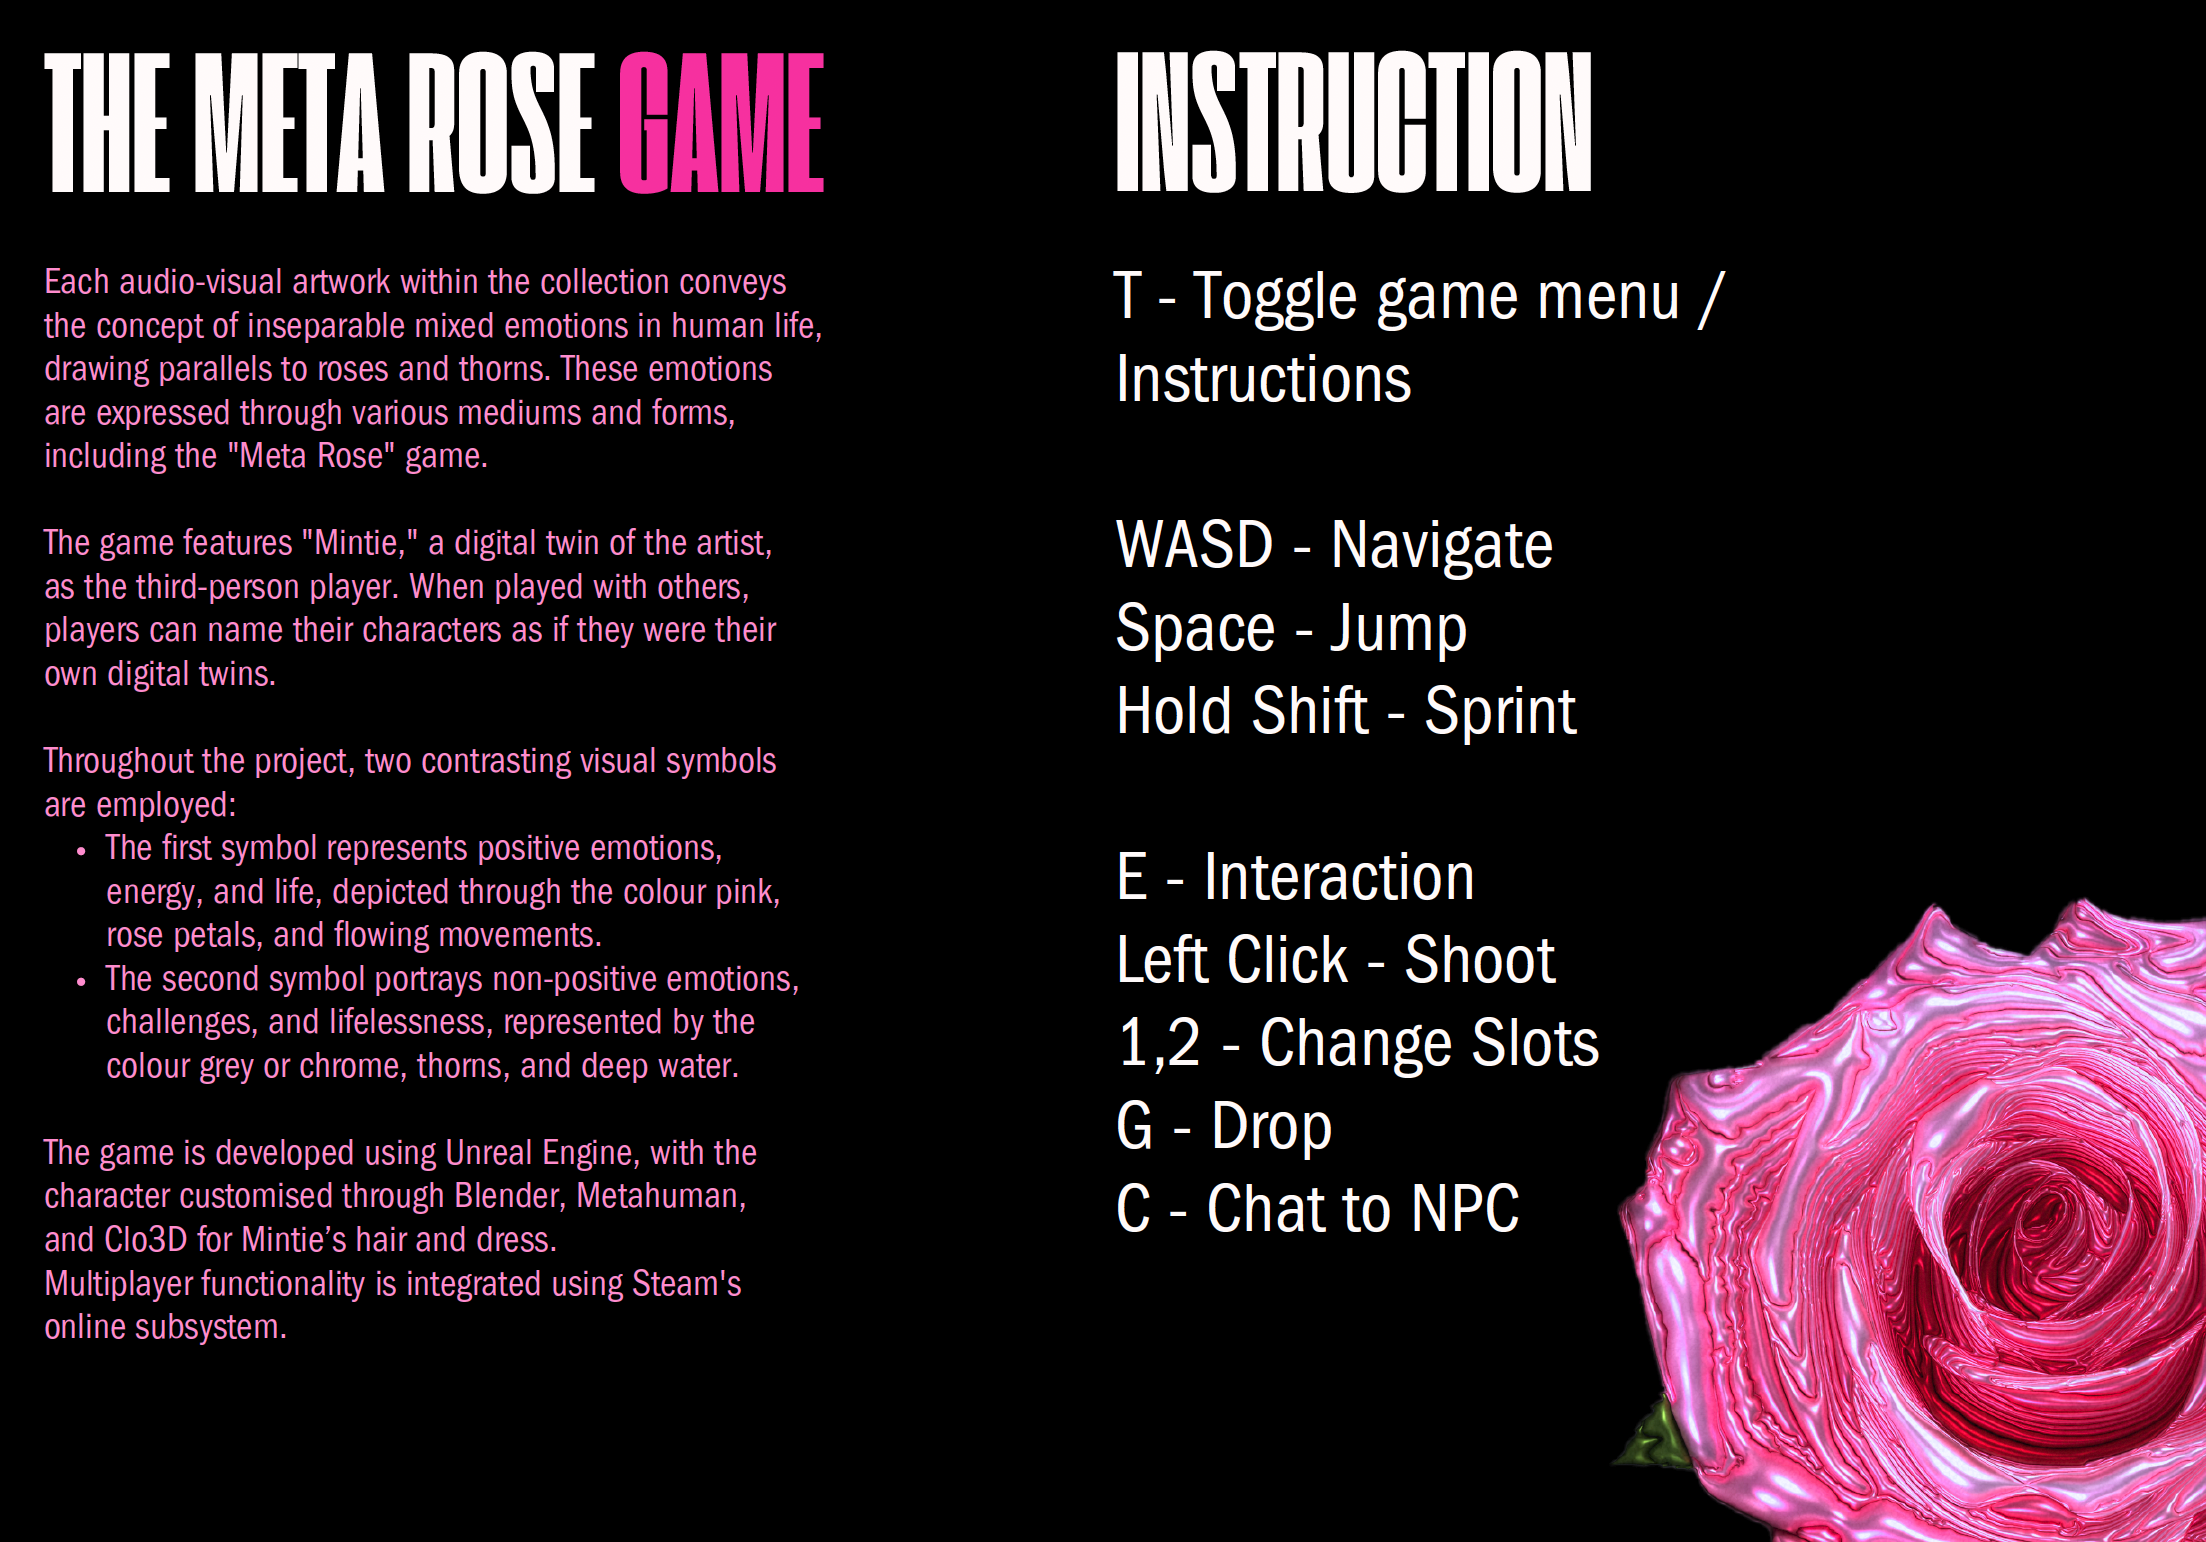 THE META ROSE GAME
Each audio-visual artwork within the collection conveys
the concept of inseparable mixed emotions in human life,
drawing parallels to roses and thorns. These emotions
are expressed through various mediums and forms,
including the "Meta Rose" game.
The game features "Mintie," a digital twin of the artist,
as the third-person player. When played with others,
players can name their characters as if they were their
own digital twins.
Throughout the project, two contrasting visual symbols
are employed:
• The first symbol represents positive emotions,
energy, and life, depicted through the colour pink,
rose petals, and flowing movements.
• The second symbol portrays non-positive emotions,
challenges, and lifelessness, represented by the
colour grey or chrome, thorns, and deep water.
The game is developed using Unreal Engine, with the
character customised through Blender, Metahuman,
and Clo3D for Mintie’s hair and dress.
Multiplayer functionality is integrated using Steam's
online subsystem.
INSTRUCTION
T - Toggle game menu /
Instructions
WASD - Navigate
Space - Jump
Hold Shift - Sprint
E - Interaction
Left Click - Shoot
1,2 - Change Slots
G - Drop
C - Chat to NPC